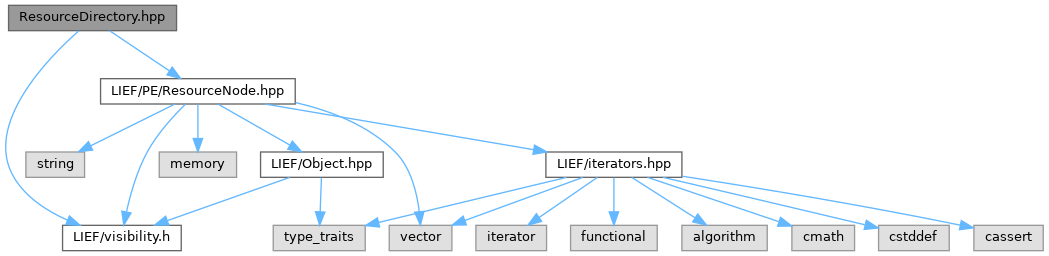 ResourceDirectory.hpp
LIEF/PE/ResourceNode.hpp
string
memory
LIEF/Object.hpp
LIEF/iterators.hpp
LIEF/visibility.h
type_traits
vector
iterator
functional
algorithm
cmath
cstddef
cassert